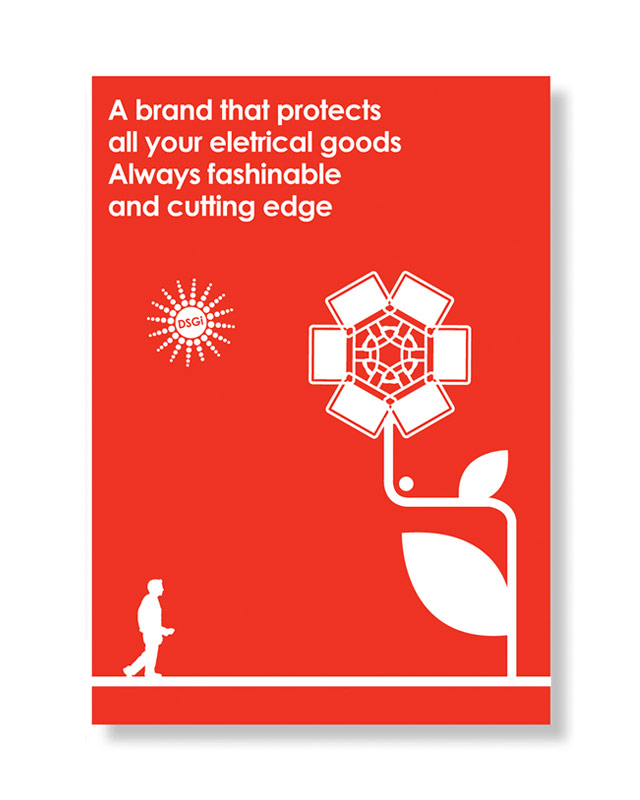 A brand that protects
all your eletrical goods
Always fashinable
and cutting edge
DSGi